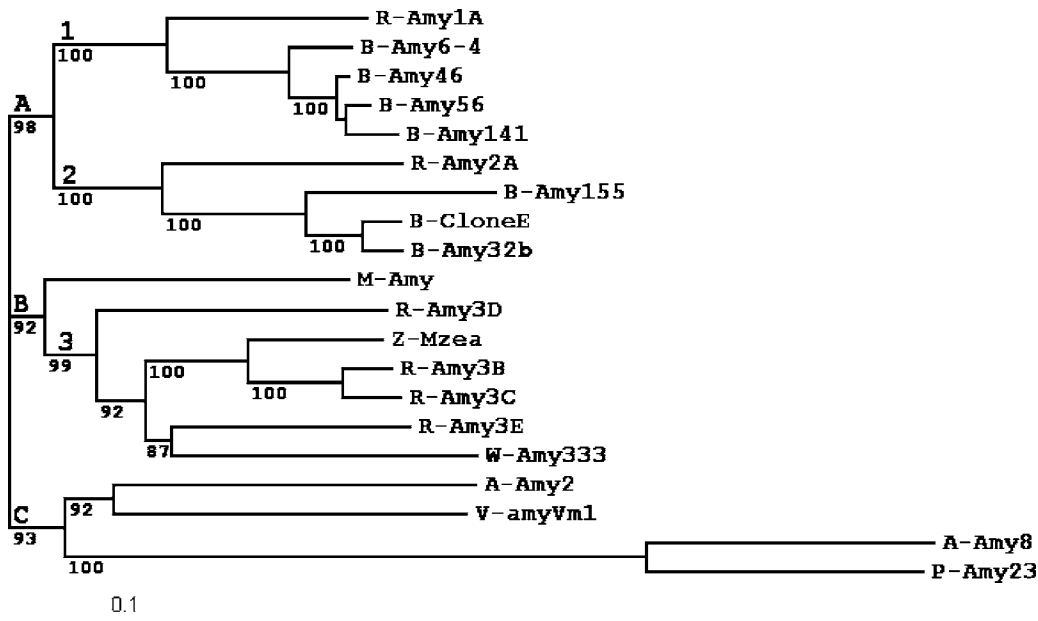 R-Amy1A
1
100
B-Amy6-4
B-Amy46
100
B-Amy56
A
100
98
B-Amy141
R-Amy2A
2
100
B-Amy155
B-CloneE
100
100
B-Amy32b
M-Amy
B
92
R-Amy3D
3
Z-Mzea
99
100
R-Amy3B
100
R-Amy3C
92
R-Amy3E
87
W-Amy333
A-Amy2
92
V-amyVm1
C
93
A-Amy8
100
P-Amy23
0.1